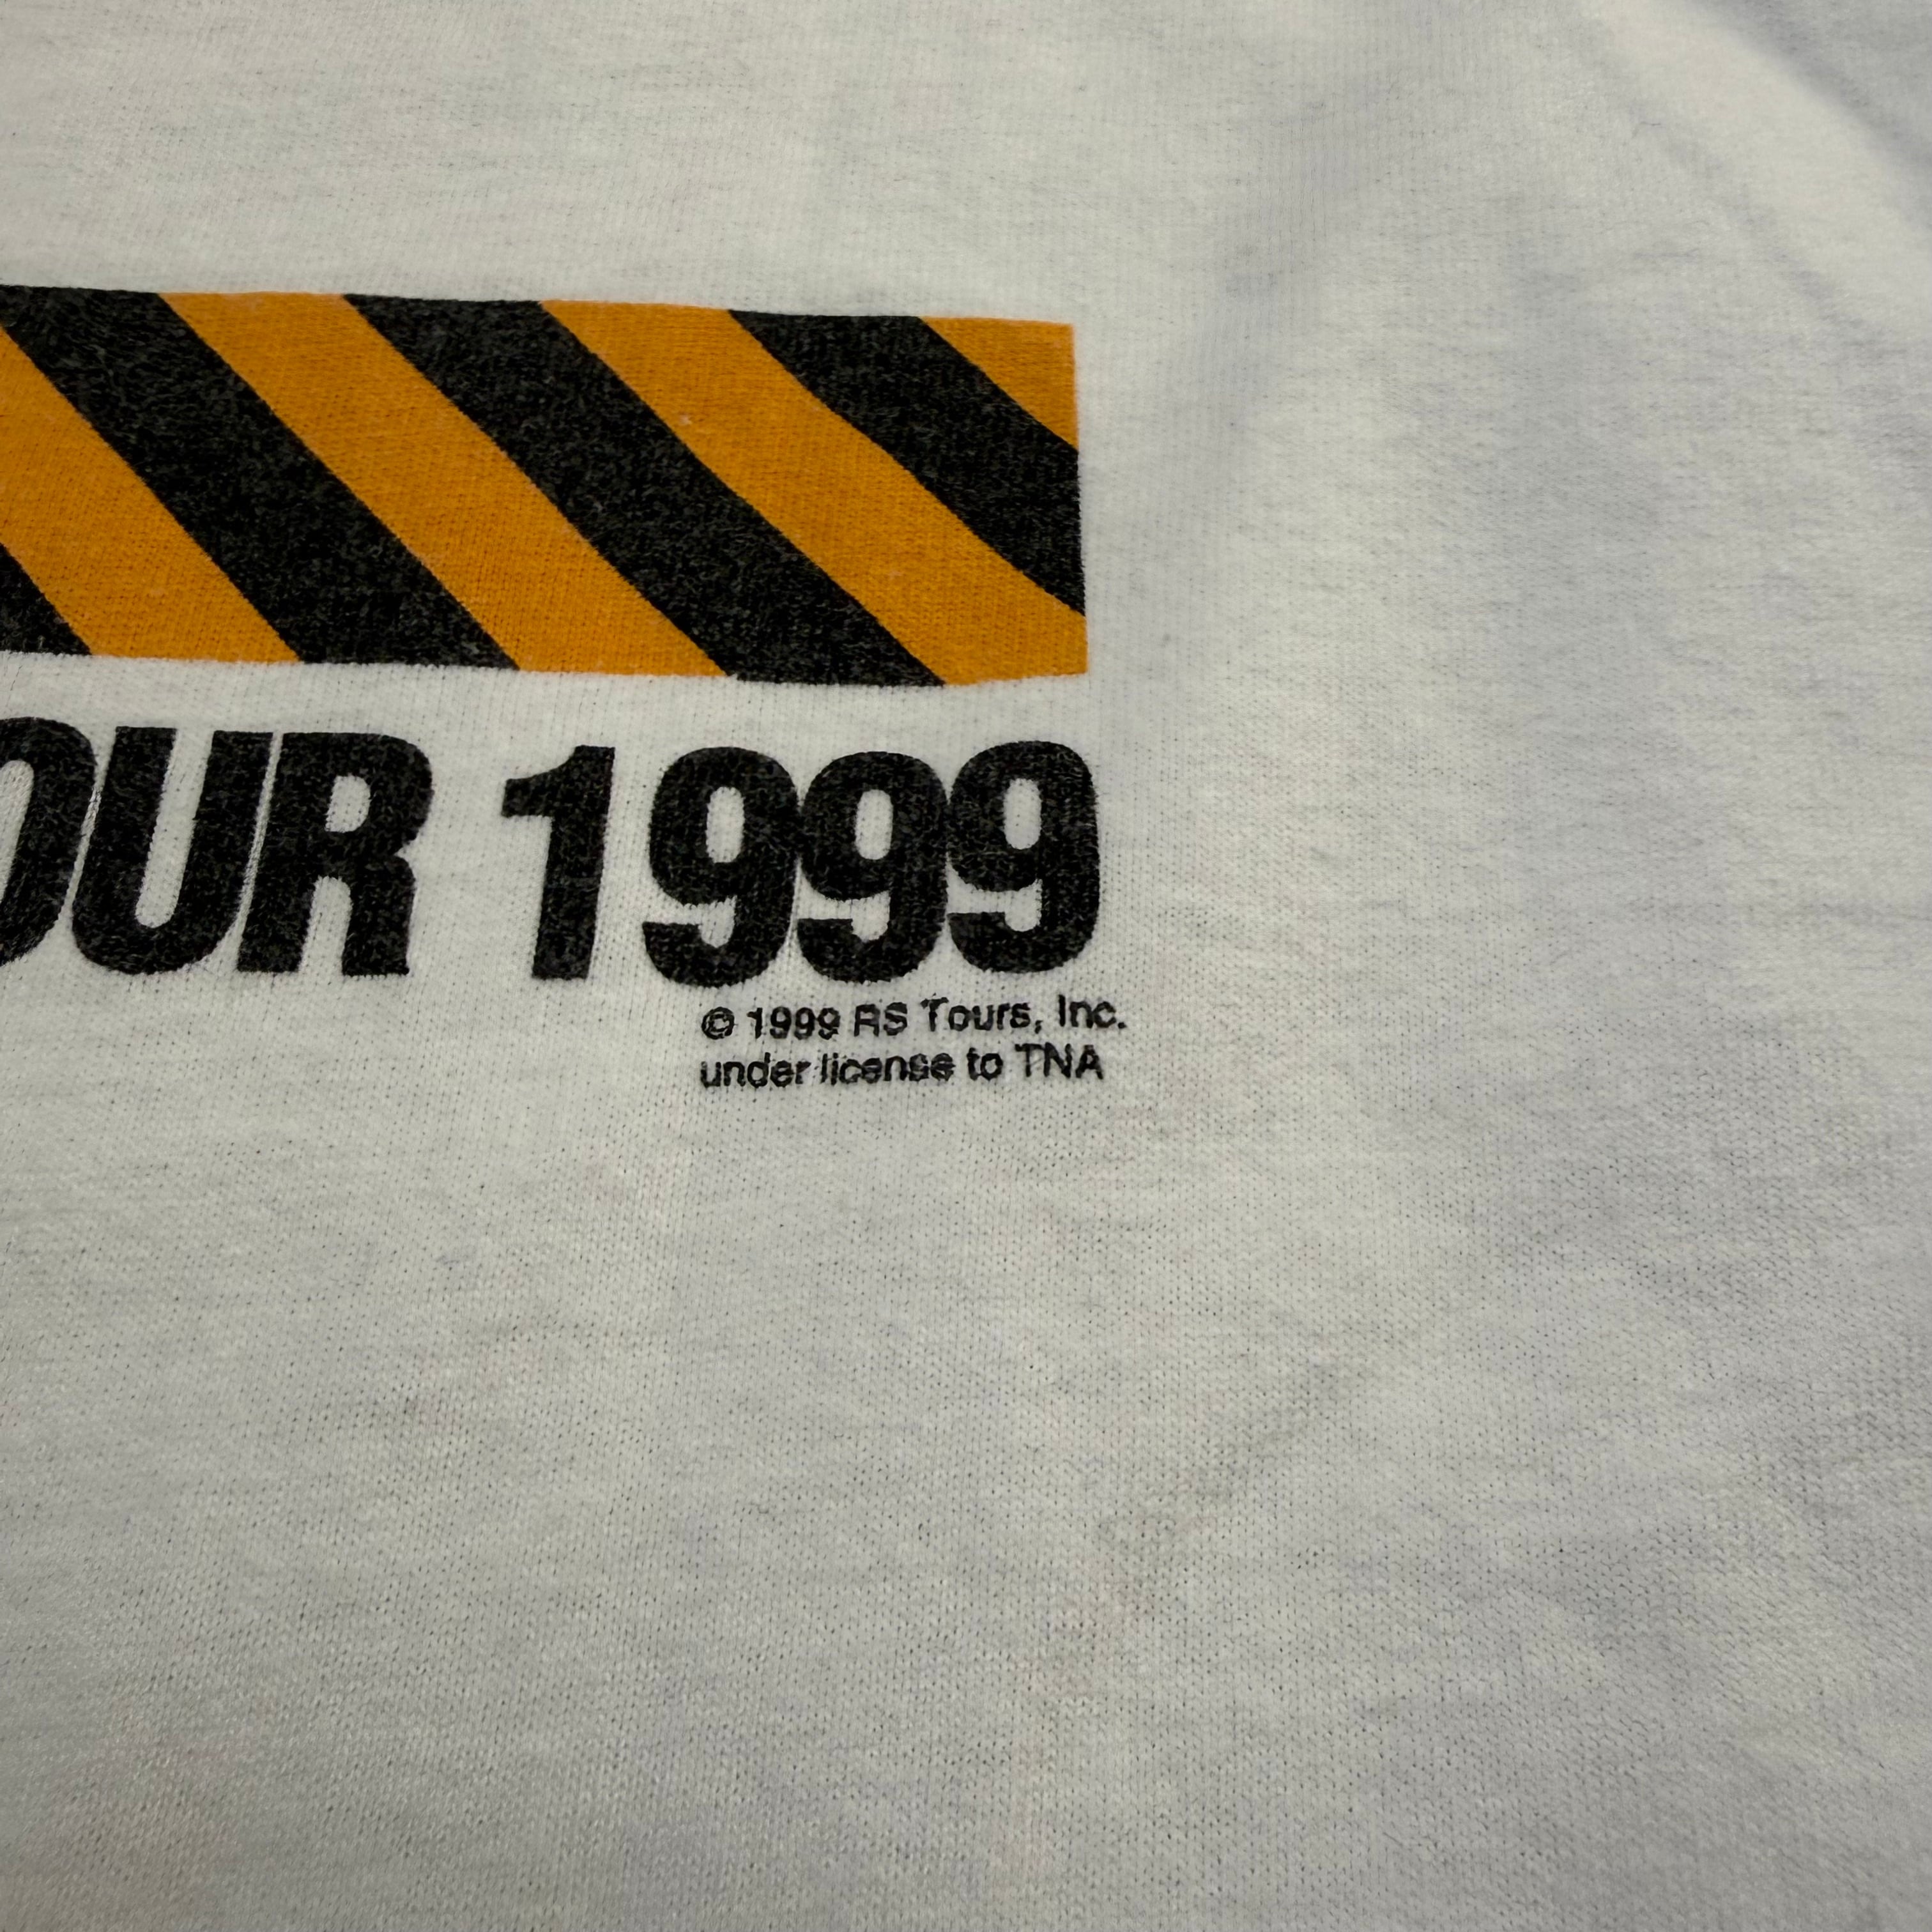 OUR 1999
© 1999 RS Tours, Inc.
under license to TNA